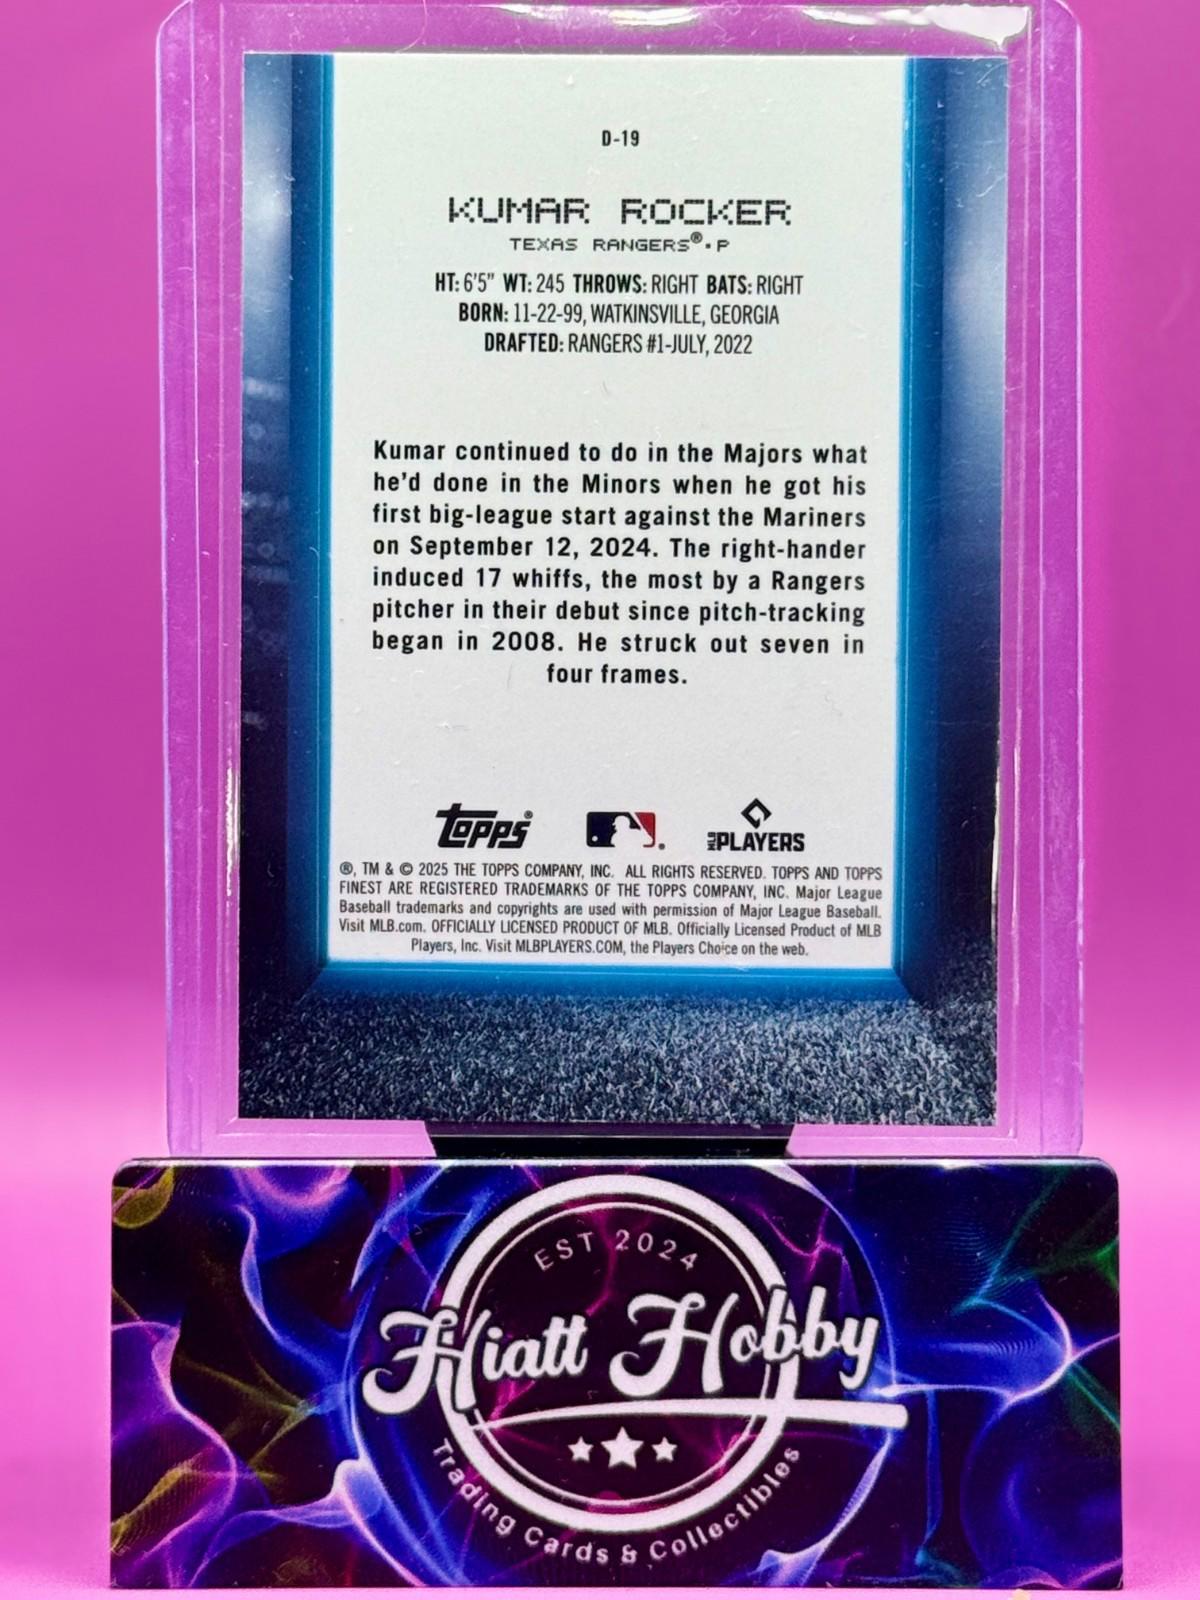 D-19
KUMAR ROCKER
TEXAS RANGERS®•P
HT: 6'5" WT: 245 THROWS: RIGHT BATS: RIGHT
BORN: 11-22-99, WATKINSVILLE, GEORGIA
DRAFTED: RANGERS #1-JULY, 2022
Kumar continued to do in the Majors what
he'd done in the Minors when he got his
first big-league start against the Mariners
on September 12, 2024. The right-hander
induced 17 whiffs, the most by a Rangers
pitcher in their debut since pitch-tracking
began in 2008. He struck out seven in
four frames.
Topps®
MLB PLAYERS
®, TM & © 2025 THE TOPPS COMPANY, INC. ALL RIGHTS RESERVED. TOPPS AND TOPPS
FINEST ARE REGISTERED TRADEMARKS OF THE TOPPS COMPANY, INC. Major League
Baseball trademarks and copyrights are used with permission of Major League Baseball.
Visit MLB.com. OFFICIALLY LICENSED PRODUCT OF MLB. Officially Licensed Product of MLB
Players, Inc. Visit MLBPLAYERS.COM, the Players Choice on the web.
EST 2024
Hiatt Hobby
Trading Cards & Collectibles